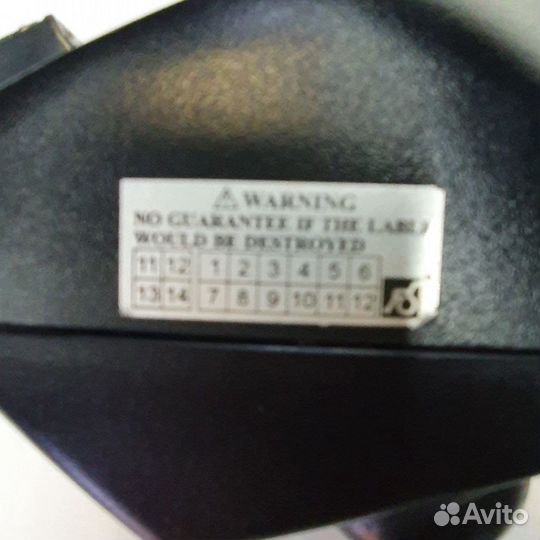 ⚠ WARNING
NO GUARANTEE IF THE LABEL
WOULD BE DESTROYED
11 12 1 2 3 4 5 6
13 14 7 8 9 10 11 12
Avito